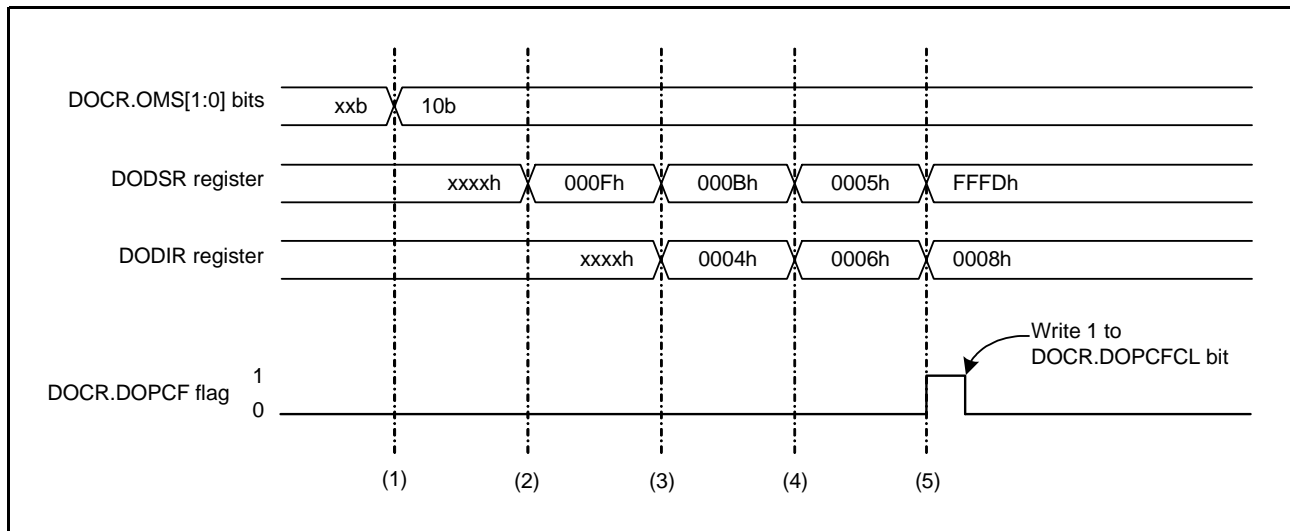 DOCR.OMS[1:0] bits xxb 10b
DODSR register xxxxh 000Fh 000Bh 0005h FFFDh
DODIR register xxxxh 0004h 0006h 0008h
Write 1 to
DOCR.DOPCFCL bit
DOCR.DOPCF flag 1
0
(1) (2) (3) (4) (5)